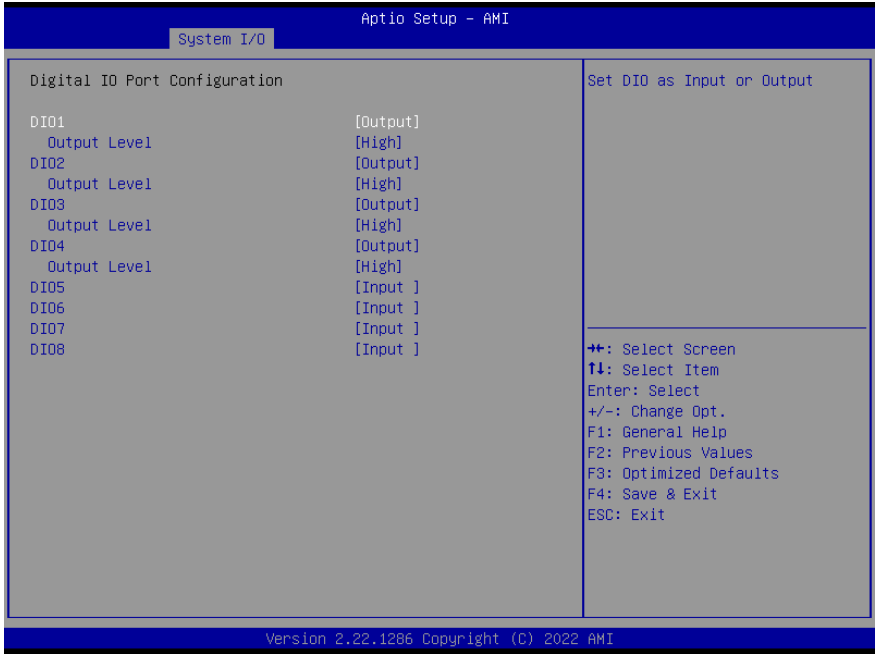 Aptio Setup – AMI
System I/O
Digital IO Port Configuration
DIO1 [Output]
Output Level [High]
DIO2 [Output]
Output Level [High]
DIO3 [Output]
Output Level [High]
DIO4 [Output]
Output Level [High]
DIO5 [Input ]
DIO6 [Input ]
DIO7 [Input ]
DIO8 [Input ]
Set DIO as Input or Output
→←: Select Screen
↑↓: Select Item
Enter: Select
+/-: Change Opt.
F1: General Help
F2: Previous Values
F3: Optimized Defaults
F4: Save & Exit
ESC: Exit
Version 2.22.1286 Copyright (C) 2022 AMI